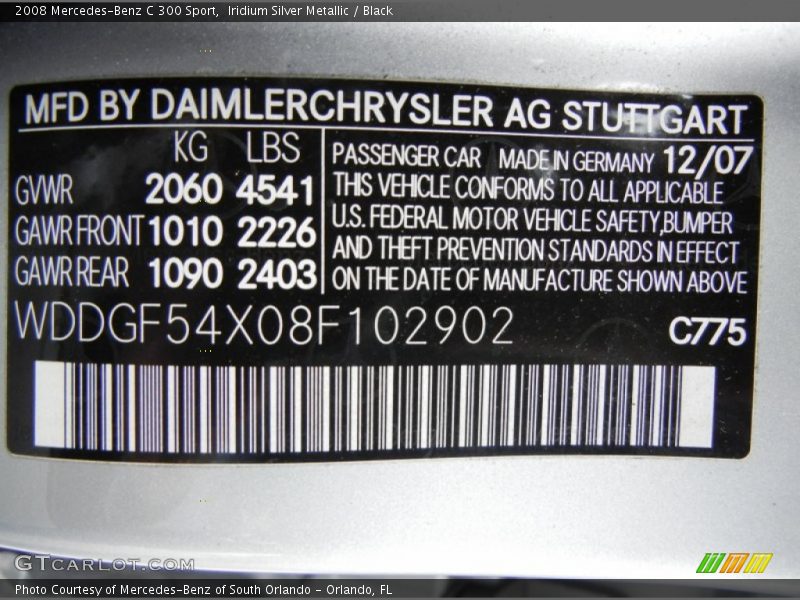 2008 Mercedes-Benz C 300 Sport,  Iridium Silver Metallic / Black
MFD BY DAIMLERCHRYSLER AG STUTTGART
KG LBS
GVWR 2060 4541
GAWR FRONT 1010 2226
GAWR REAR 1090 2403
PASSENGER CAR MADE IN GERMANY 12/07
THIS VEHICLE CONFORMS TO ALL APPLICABLE
U.S. FEDERAL MOTOR VEHICLE SAFETY,BUMPER
AND THEFT PREVENTION STANDARDS IN EFFECT
ON THE DATE OF MANUFACTURE SHOWN ABOVE
WDDGF54X08F102902
C775
GTCARLOT.COM
Photo Courtesy of Mercedes-Benz of South Orlando - Orlando, FL